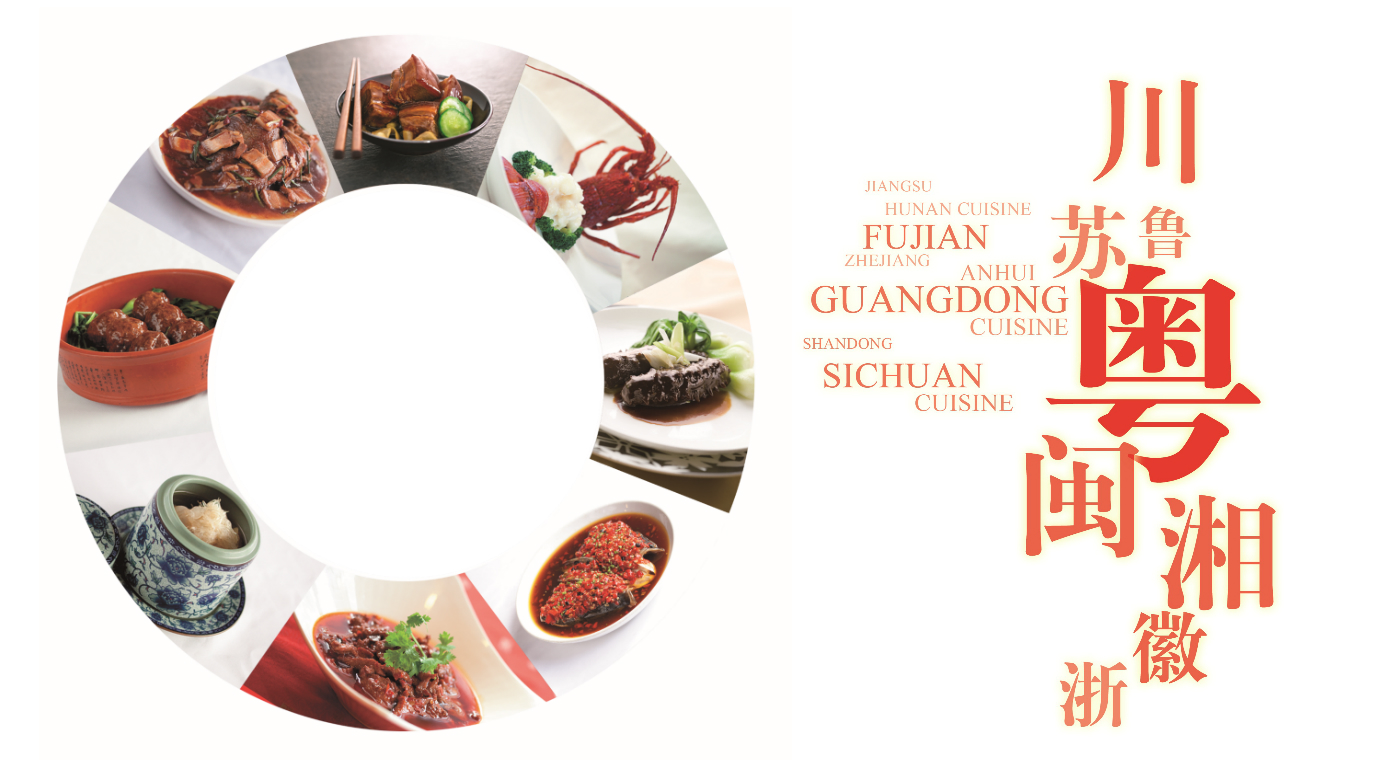 JIANGSU
HUNAN CUISINE
FUJIAN
ZHEJIANG
ANHUI
GUANGDONG
CUISINE
SHANDONG
SICHUAN
CUISINE
川
苏 鲁
粤
闽
湘
徽
浙